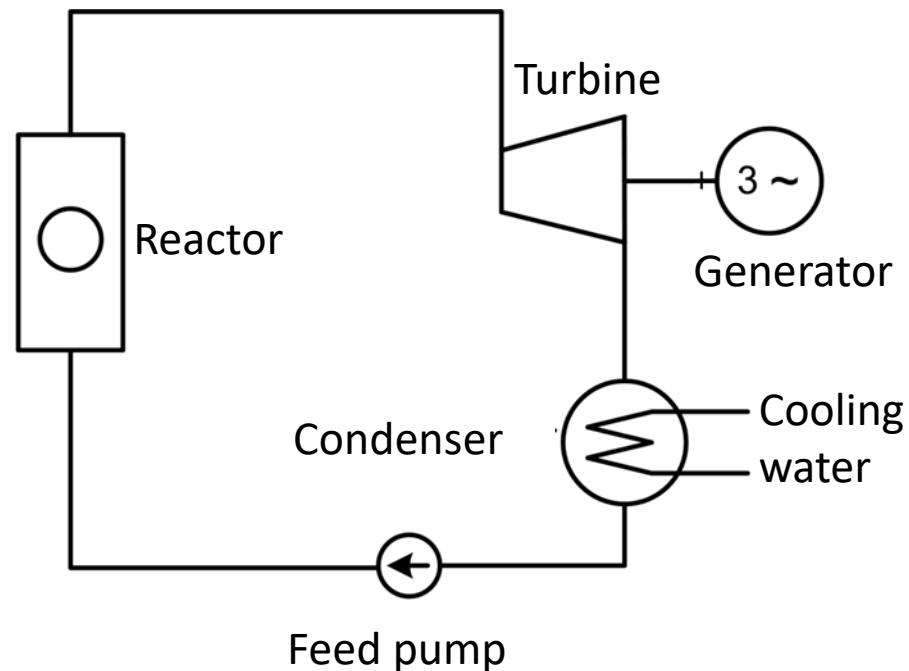 Turbine
3 ~
Reactor
Generator
Cooling
Condenser
water
Feed pump